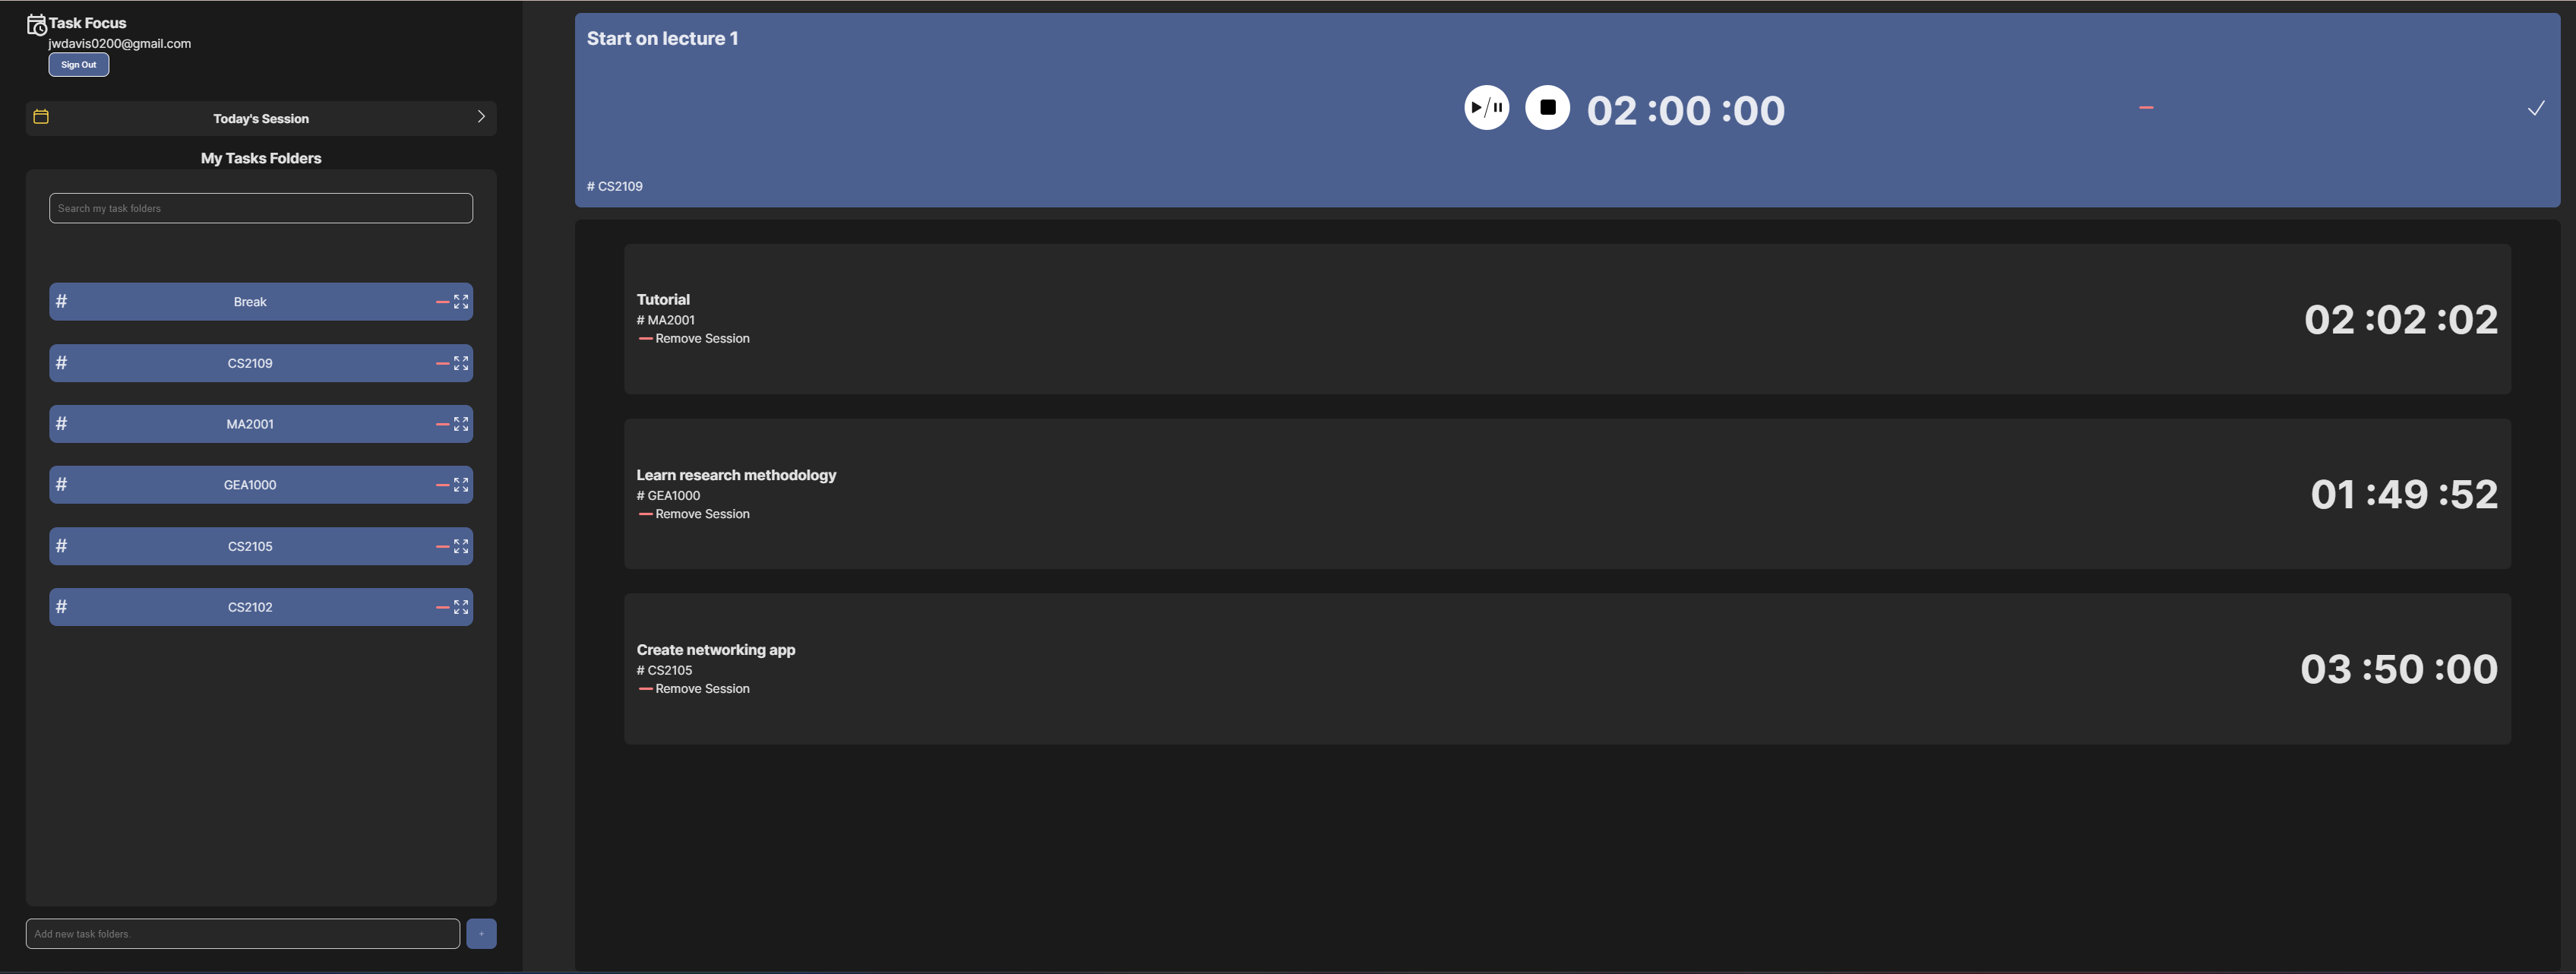 Task Focus
jwdavis0200@gmail.com
Sign Out
Today's Session
My Tasks Folders
Search my task folders
# Break
# CS2109
# MA2001
# GEA1000
# CS2105
# CS2102
Add new task folders.
+
Start on lecture 1
02 :00 :00
# CS2109
Tutorial
# MA2001
Remove Session
02 :02 :02
Learn research methodology
# GEA1000
Remove Session
01 :49 :52
Create networking app
# CS2105
Remove Session
03 :50 :00